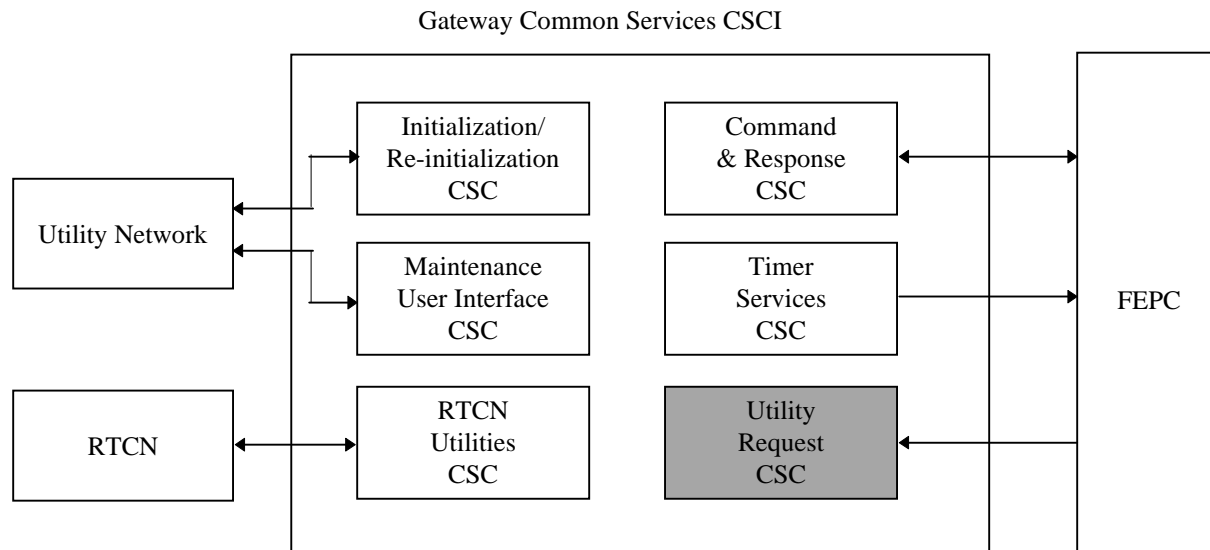 Gateway Common Services CSCI
Initialization/
Re-initialization
CSC
Command
& Response
CSC
Utility Network
Maintenance
User Interface
CSC
Timer
Services
CSC
FEPC
RTCN
RTCN
Utilities
CSC
Utility
Request
CSC